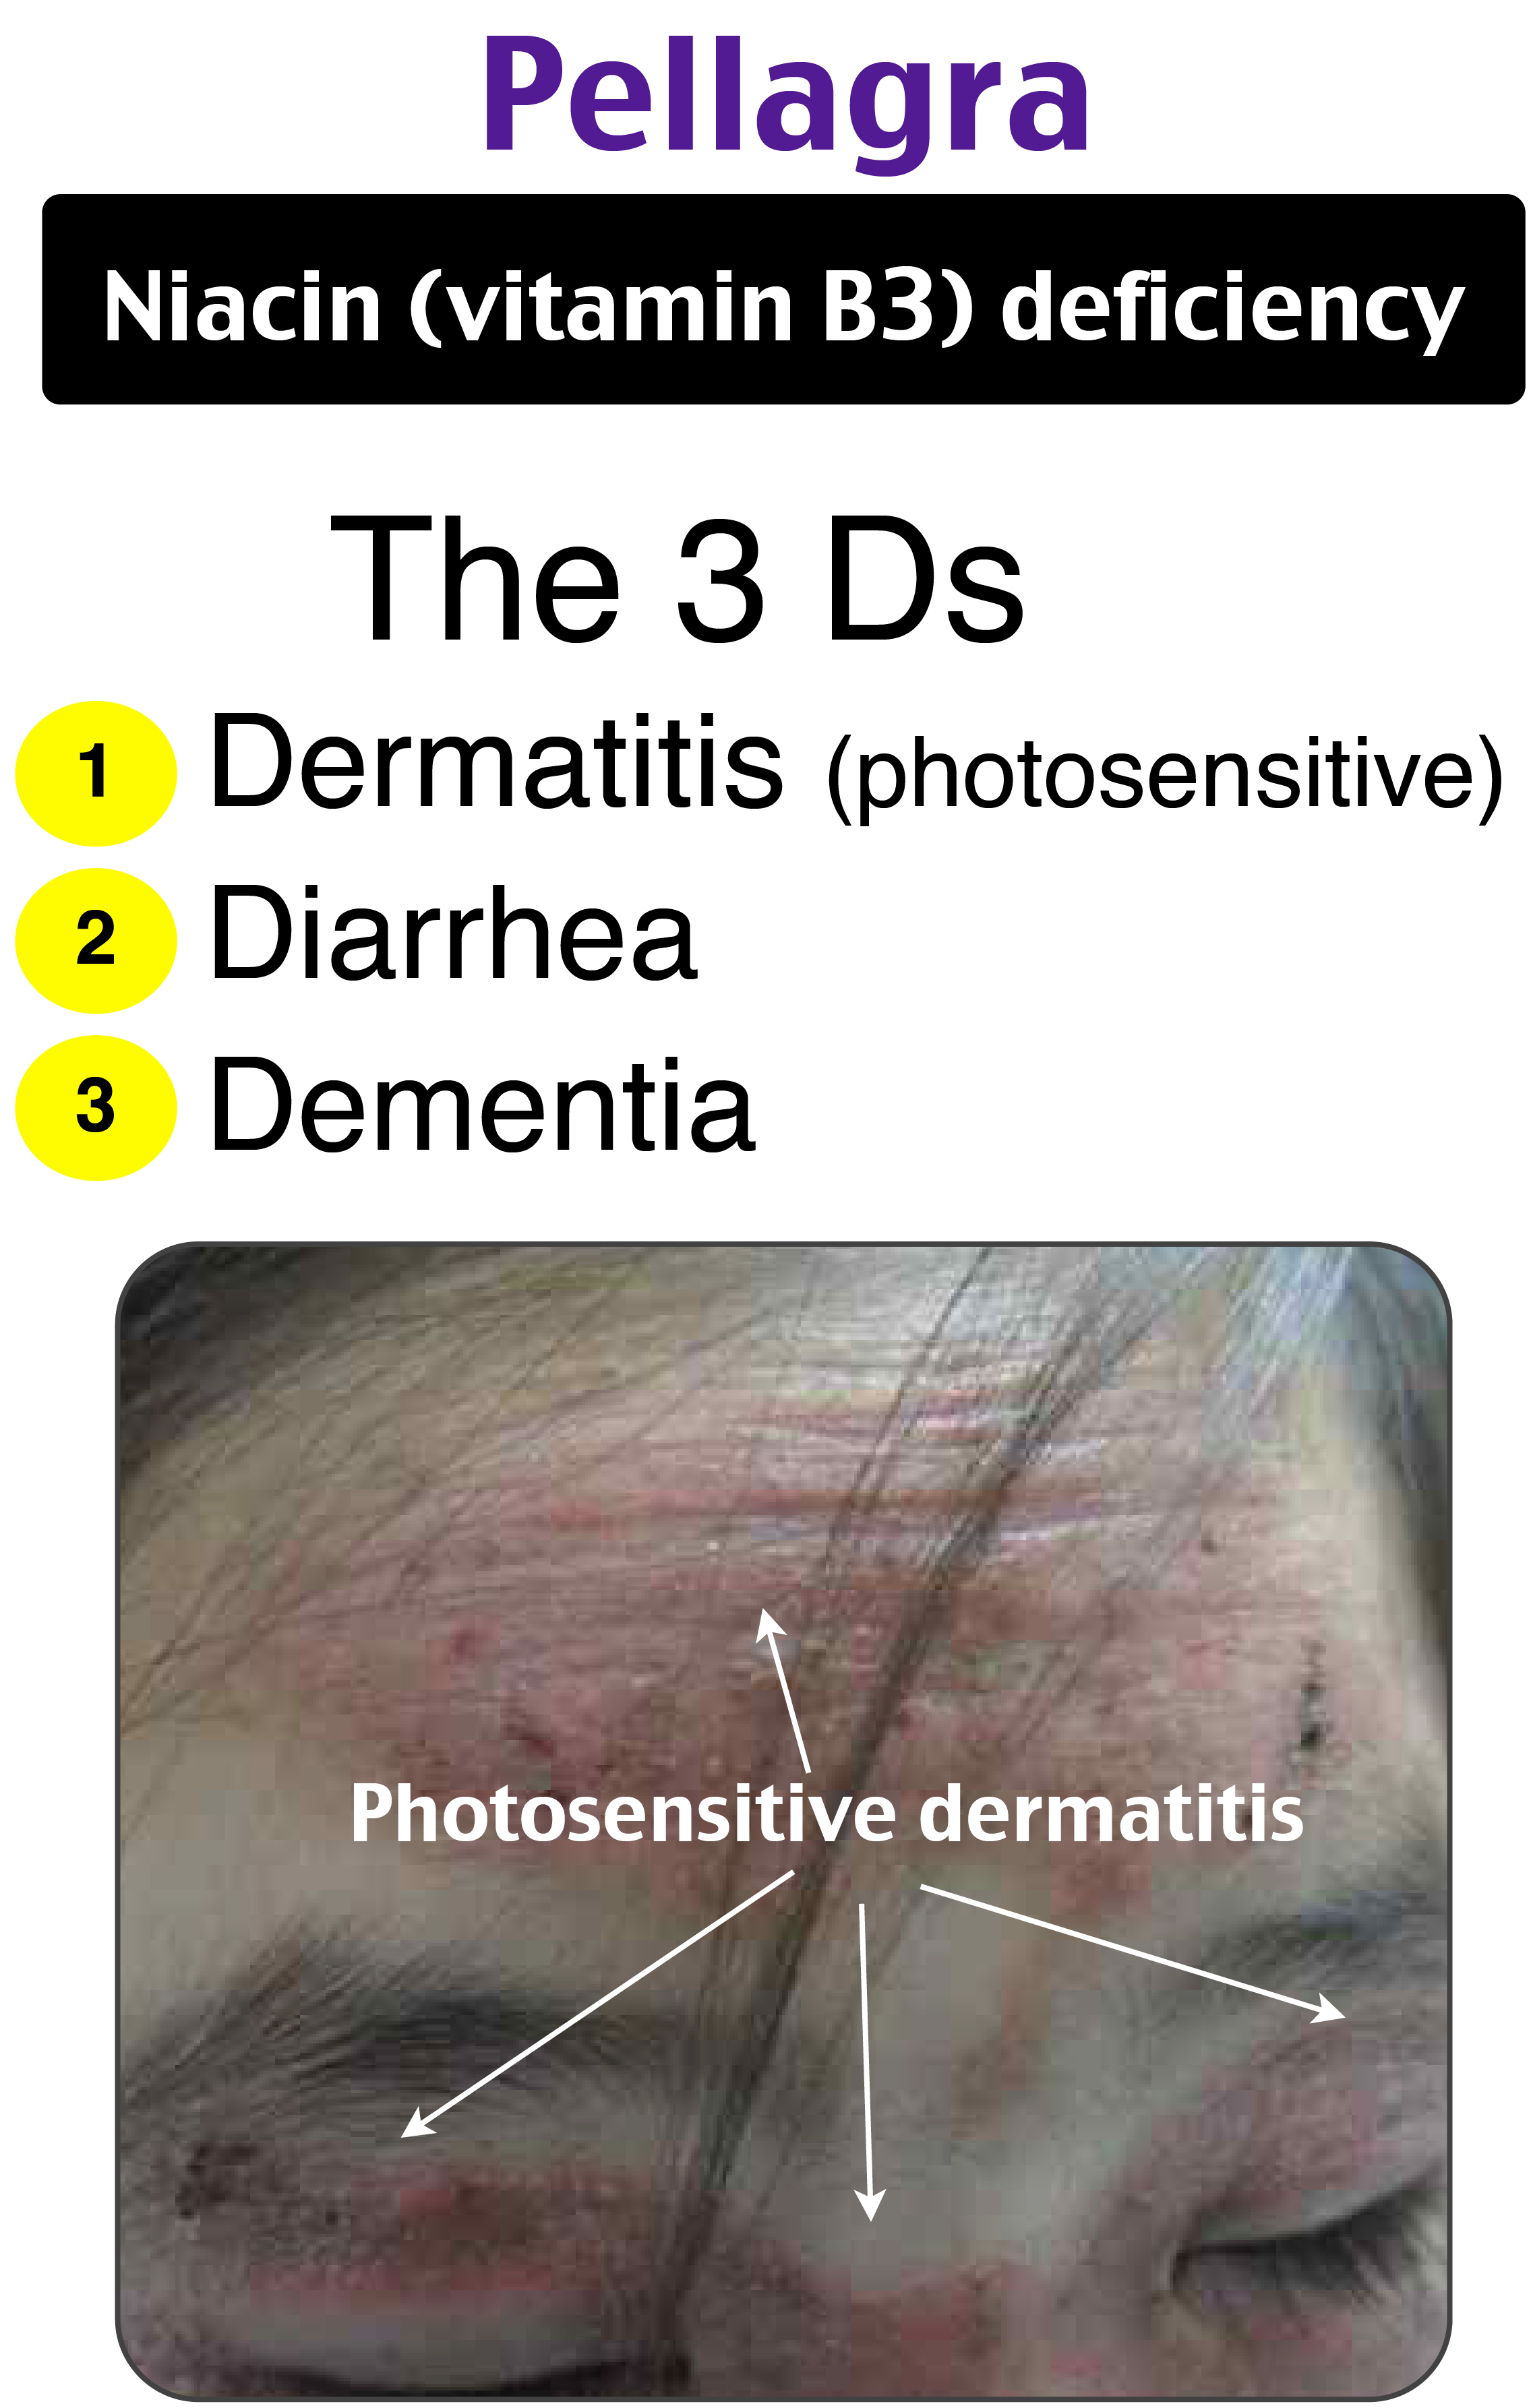 Pellagra
Niacin (vitamin B3) deficiency
The 3 Ds
1 Dermatitis (photosensitive)
2 Diarrhea
3 Dementia
Photosensitive dermatitis